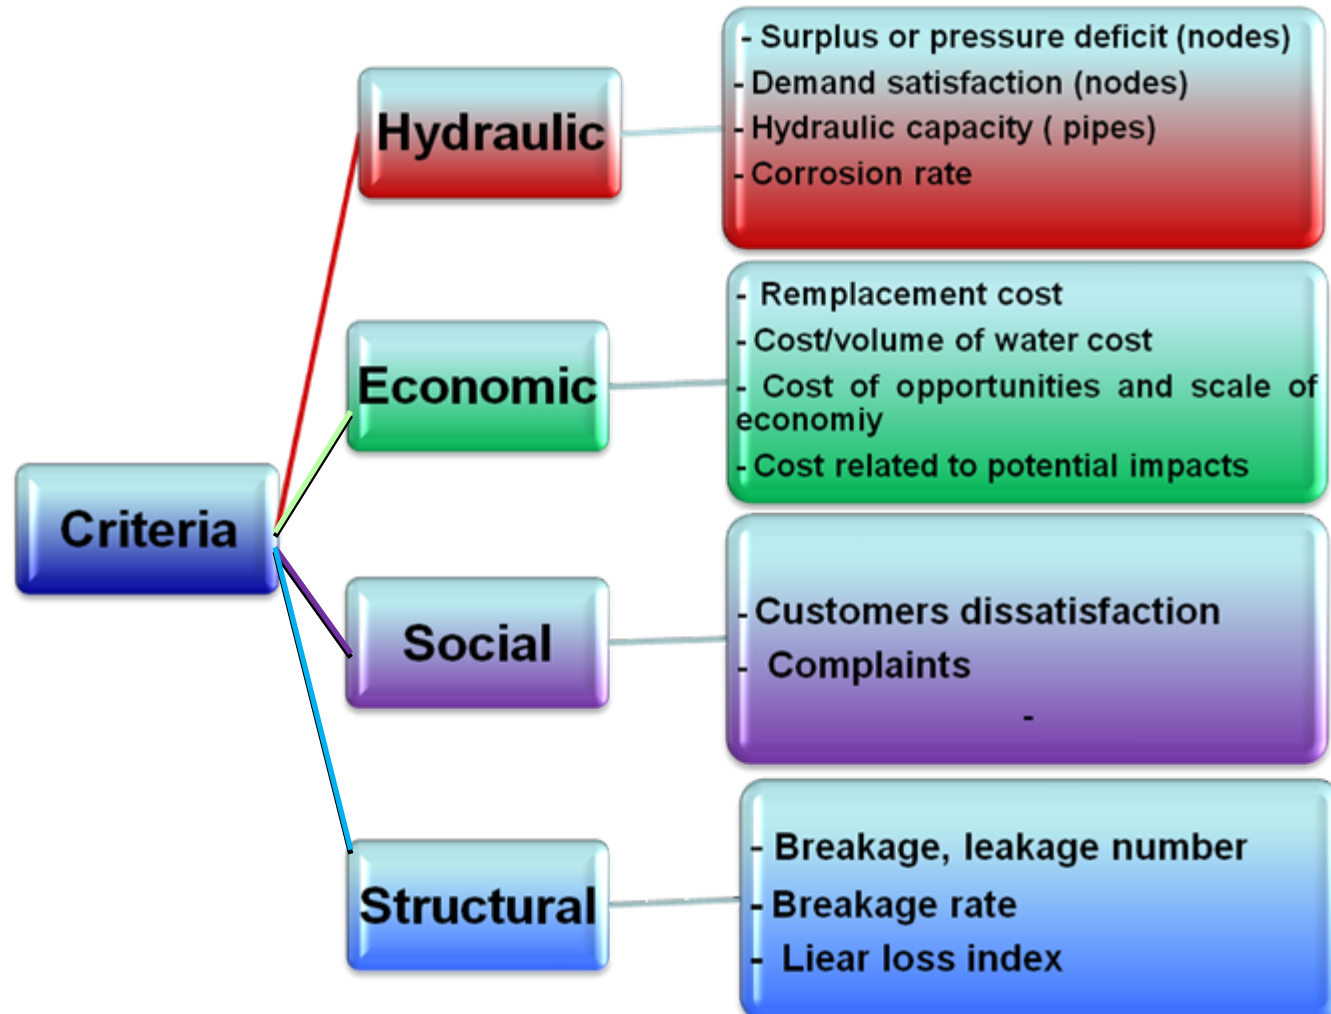 Criteria
Hydraulic
- Surplus or pressure deficit (nodes)
- Demand satisfaction (nodes)
- Hydraulic capacity ( pipes)
- Corrosion rate
Economic
- Remplacement cost
- Cost/volume of water cost
- Cost of opportunities and scale of
economiy
- Cost related to potential impacts
Social
- Customers dissatisfaction
- Complaints
-
Structural
- Breakage, leakage number
- Breakage rate
- Liear loss index